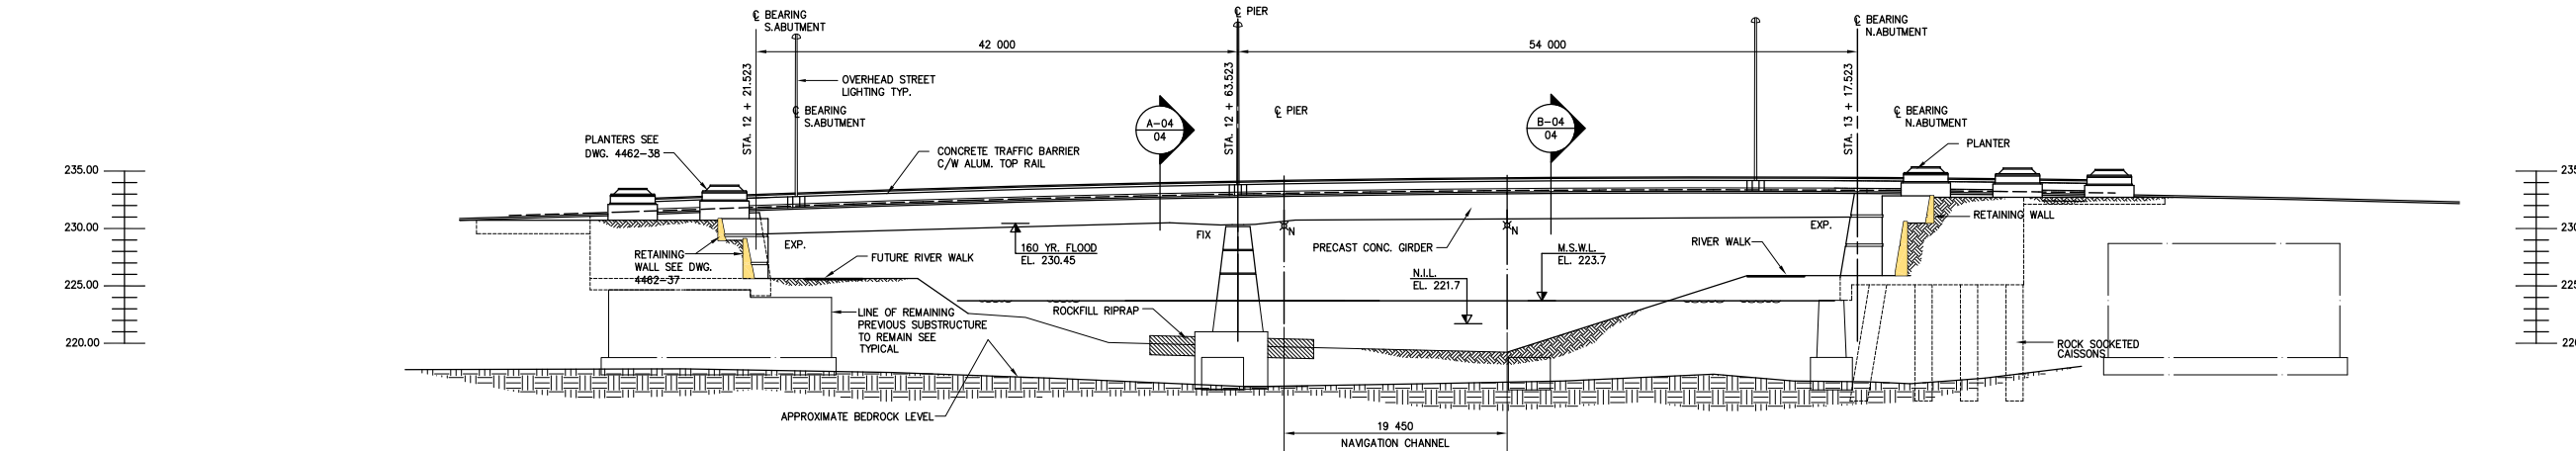 ℄ BEARING
S.ABUTMENT
℄ PIER
℄ BEARING
N.ABUTMENT
42 000
54 000
STA. 12 + 21.523
STA. 12 + 63.523
STA. 13 + 17.523
OVERHEAD STREET
LIGHTING TYP.
℄ BEARING
S.ABUTMENT
℄ PIER
℄ BEARING
N.ABUTMENT
A-04
04
B-04
04
PLANTERS SEE
DWG. 4462-38
CONCRETE TRAFFIC BARRIER
C/W ALUM. TOP RAIL
PLANTER
235.00
230.00
225.00
220.00
RETAINING WALL
EXP.
FIX
EXP.
N
N
160 YR. FLOOD
EL. 230.45
PRECAST CONC. GIRDER
M.S.W.L.
EL. 223.7
RIVER WALK
RETAINING
WALL SEE DWG.
4462-37
FUTURE RIVER WALK
N.I.L.
EL. 221.7
LINE OF REMAINING
PREVIOUS SUBSTRUCTURE
TO REMAIN SEE
TYPICAL
ROCKFILL RIPRAP
ROCK SOCKETED
CAISSONS
APPROXIMATE BEDROCK LEVEL
19 450
NAVIGATION CHANNEL